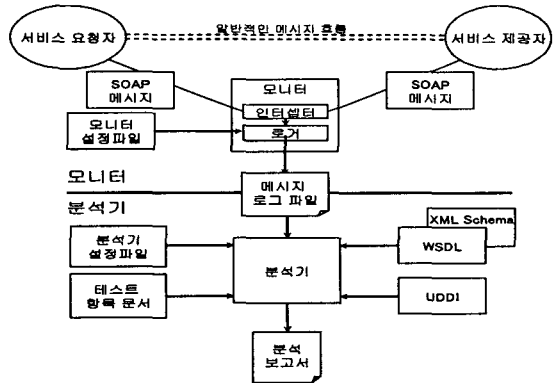 서비스 요청자
일반적인 메시지 흐름
서비스 제공자
SOAP
메시지
모니터
인터셉터
로거
SOAP
메시지
모니터
설정파일
모니터
메시지
로그 파일
분석기
XML Schema
WSDL
분석기
설정파일
분석기
테스트
항목 문서
UDDI
분석
보고서